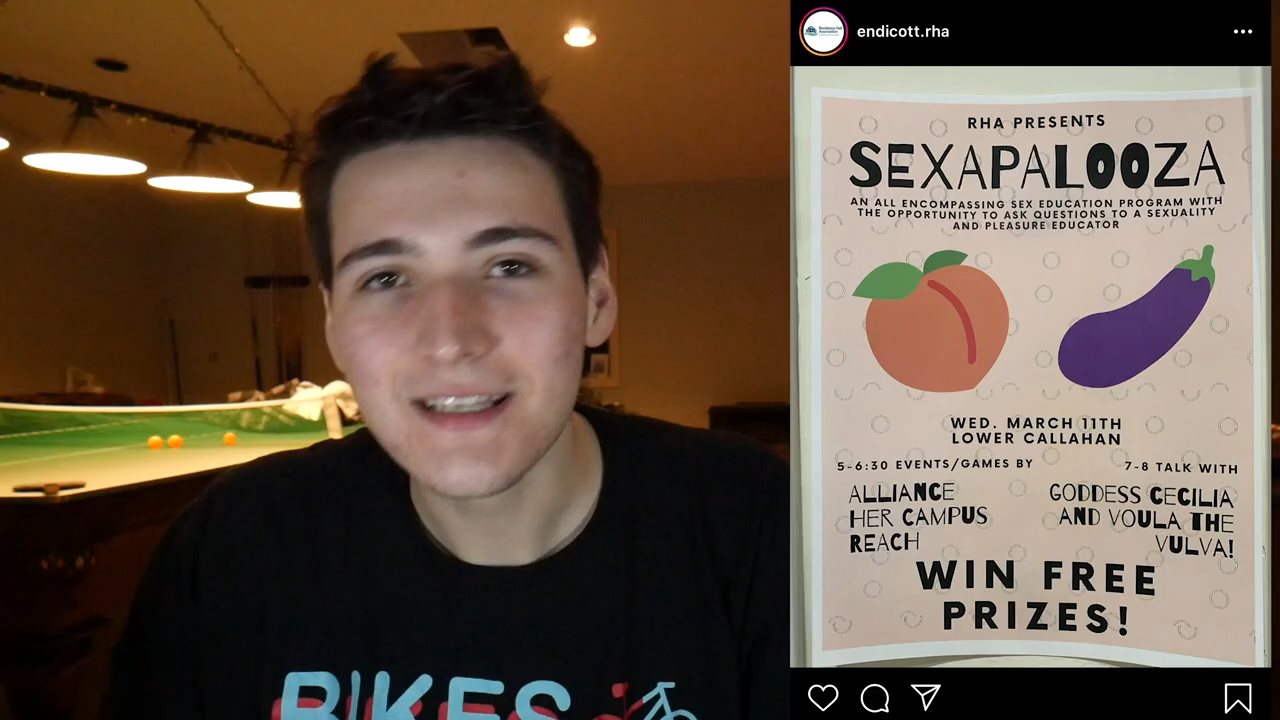 endicott.rha
RHA PRESENTS
SEXAPALOOZA
AN ALL ENCOMPASSING SEX EDUCATION PROGRAM WITH
THE OPPORTUNITY TO ASK QUESTIONS TO A SEXUALITY
AND PLEASURE EDUCATOR
WED. MARCH 11TH
LOWER CALLAHAN
5-6:30 EVENTS/GAMES BY
ALLIANCE
HER CAMPUS
REACH
7-8 TALK WITH
GODDESS CECILIA
AND VOULA THE
VULVA!
WIN FREE
PRIZES!
BIKES